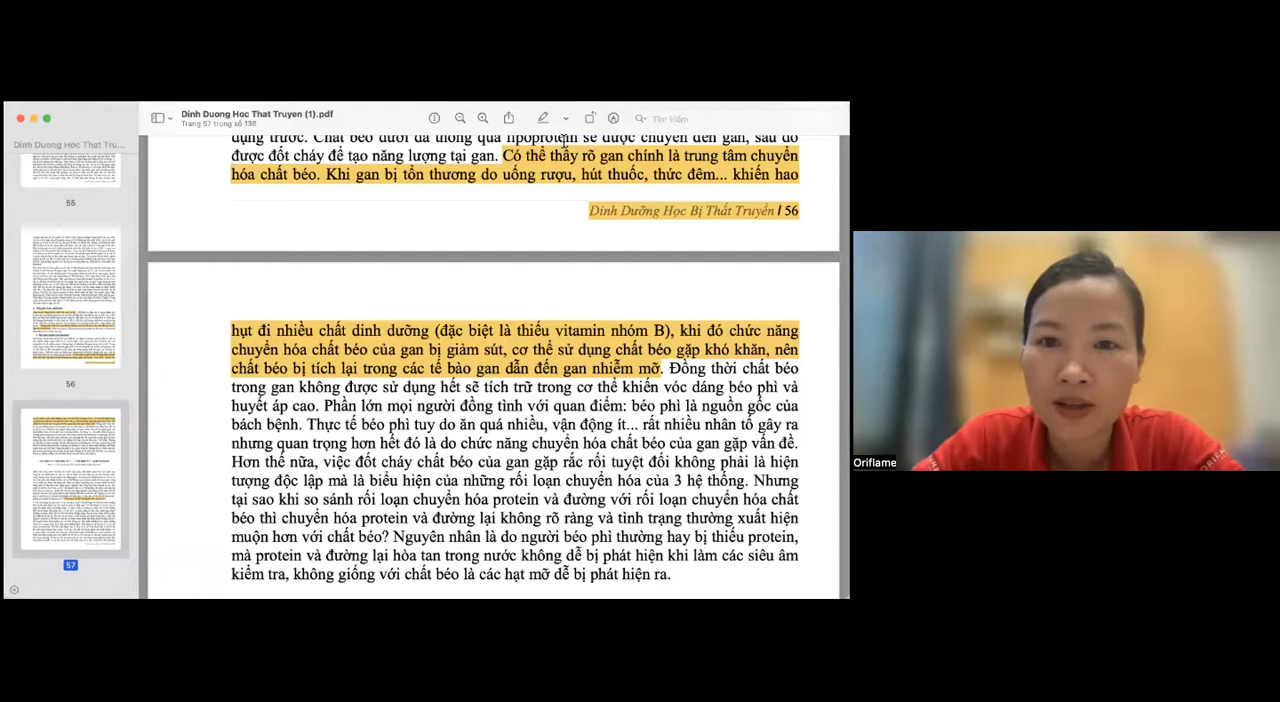 Dinh Duong Hoc That Truyen (1).pdf
Trang 57 trong số 136
Tìm kiếm
Dinh Duong Hoc That Tru...
55
56
57
dụng trước. Chất béo dưới da thông qua lipoprotein sẽ được chuyển đến gan, sau đó
được đốt cháy để tạo năng lượng tại gan. Có thể thấy rõ gan chính là trung tâm chuyển
hóa chất béo. Khi gan bị tổn thương do uống rượu, hút thuốc, thức đêm... khiến hao
Dinh Dưỡng Học Bị Thất Truyền / 56
hụt đi nhiều chất dinh dưỡng (đặc biệt là thiếu vitamin nhóm B), khi đó chức năng
chuyển hóa chất béo của gan bị giảm sút, cơ thể sử dụng chất béo gặp khó khăn, nên
chất béo bị tích lại trong các tế bào gan dẫn đến gan nhiễm mỡ. Đồng thời chất béo
trong gan không được sử dụng hết sẽ tích trữ trong cơ thể khiến vóc dáng béo phì và
huyết áp cao. Phần lớn mọi người đồng tình với quan điểm: béo phì là nguồn gốc của
bách bệnh. Thực tế béo phì tuy do ăn quá nhiều, vận động ít... rất nhiều nhân tố gây ra
nhưng quan trọng hơn hết đó là do chức năng chuyển hóa chất béo của gan gặp vấn đề.
Hơn thế nữa, việc đốt cháy chất béo của gan gặp rắc rối tuyệt đối không phải là hiện
tượng độc lập mà là biểu hiện của những rối loạn chuyển hóa của 3 hệ thống. Nhưng
tại sao khi so sánh rối loạn chuyển hóa protein và đường với rối loạn chuyển hóa chất
béo thì chuyển hóa protein và đường lại không rõ ràng và tình trạng thường xuất hiện
muộn hơn với chất béo? Nguyên nhân là do người béo phì thường hay bị thiếu protein,
mà protein và đường lại hòa tan trong nước không dễ bị phát hiện khi làm các siêu âm
kiểm tra, không giống với chất béo là các hạt mỡ dễ bị phát hiện ra.
Oriflame